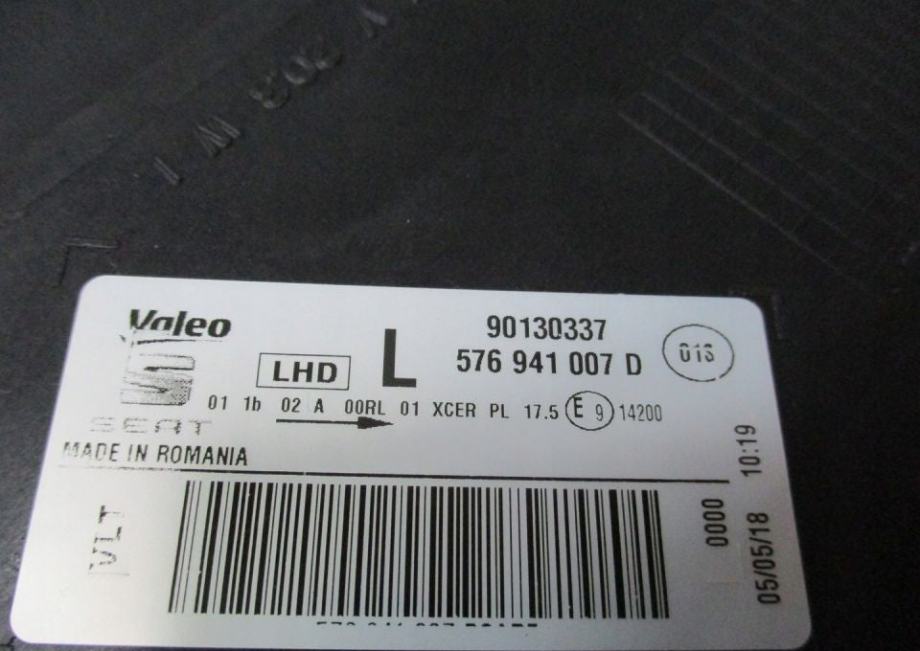 Valeo
SEAT
LHD
L
90130337
576 941 007 D
01 1b 02 A 00RL 01 XCER PL 17.5 E 9 14200
MADE IN ROMANIA
VLT
0000
05/05/18 10:19